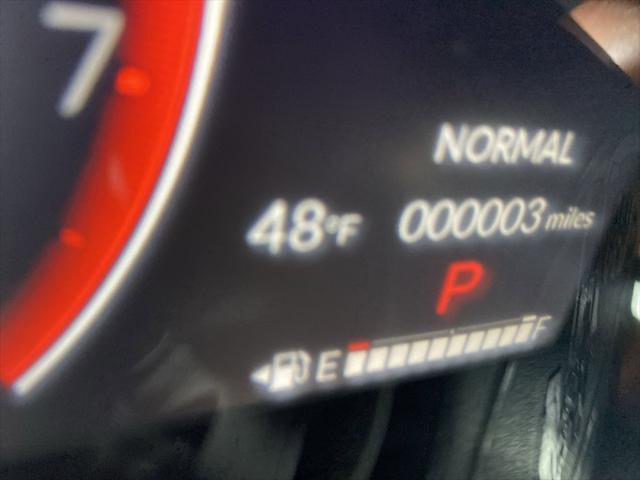 7
NORMAL
48°F
000003 miles
P
E F